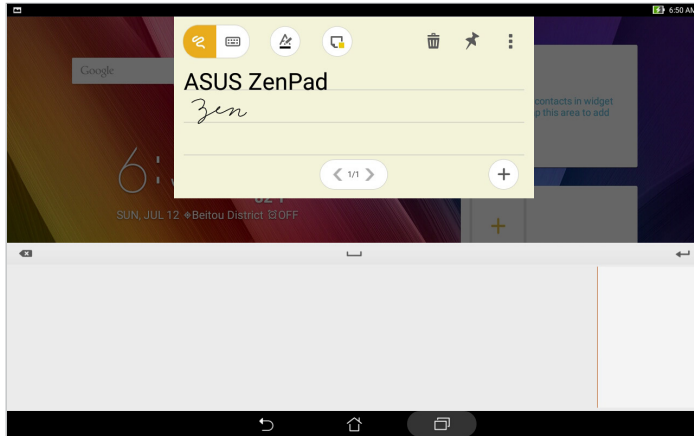 6:50 AM
Google
ASUS ZenPad
Zen
contacts in widget
p this area to add
1/1
6:
SUN, JUL 12 Beitou District OFF